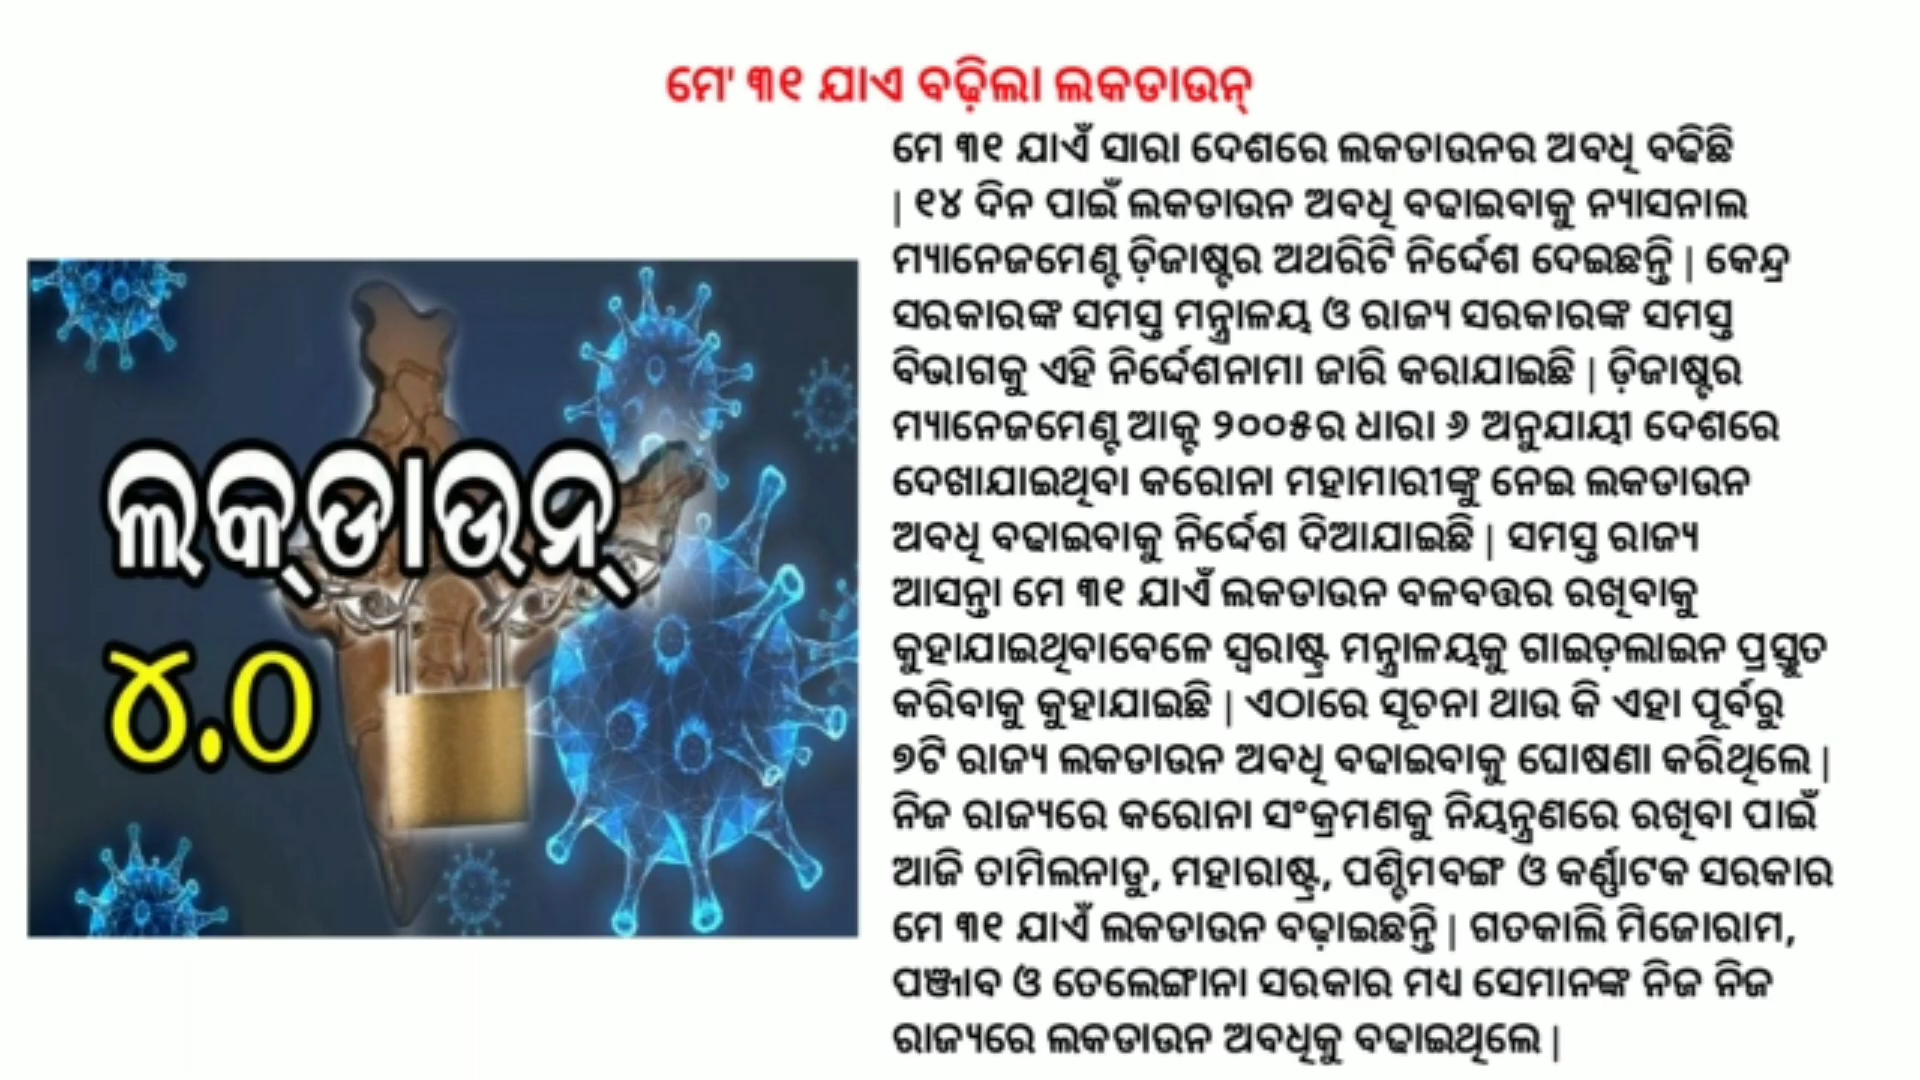 ମେ' ୩୧ ଯାଏ ବଢ଼ିଲା ଲକଡାଉନ୍
ମେ ୩୧ ଯାଏଁ ସାରା ଦେଶରେ ଲକଡାଉନର ଅବଧି ବଢିଛି
| ୧୪ ଦିନ ପାଇଁ ଲକଡାଉନ ଅବଧି ବଢାଇବାକୁ ନ୍ୟାସନାଲ
ମ୍ୟାନେଜମେଣ୍ଟ ଡ଼ିଜାଷ୍ଟର ଅଥରିଟି ନିର୍ଦ୍ଦେଶ ଦେଇଛନ୍ତି | କେନ୍ଦ୍ର
ସରକାରଙ୍କ ସମସ୍ତ ମନ୍ତ୍ରାଳୟ ଓ ରାଜ୍ୟ ସରକାରଙ୍କ ସମସ୍ତ
ବିଭାଗକୁ ଏହି ନିର୍ଦ୍ଦେଶନାମା ଜାରି କରାଯାଇଛି | ଡ଼ିଜାଷ୍ଟର
ମ୍ୟାନେଜମେଣ୍ଟ ଆକ୍ଟ ୨୦୦୫ର ଧାରା ୬ ଅନୁଯାୟୀ ଦେଶରେ
ଦେଖାଯାଇଥିବା କରୋନା ମହାମାରୀଙ୍କୁ ନେଇ ଲକଡାଉନ
ଅବଧି ବଢାଇବାକୁ ନିର୍ଦ୍ଦେଶ ଦିଆଯାଇଛି | ସମସ୍ତ ରାଜ୍ୟ
ଆସନ୍ତା ମେ ୩୧ ଯାଏଁ ଲକଡାଉନ ବଳବତ୍ତର ରଖିବାକୁ
କୁହାଯାଇଥିବାବେଳେ ସ୍ୱରାଷ୍ଟ୍ର ମନ୍ତ୍ରାଳୟକୁ ଗାଇଡ଼ଲାଇନ ପ୍ରସ୍ତୁତ
କରିବାକୁ କୁହାଯାଇଛି | ଏଠାରେ ସୂଚନା ଥାଉ କି ଏହା ପୂର୍ବରୁ
୭ଟି ରାଜ୍ୟ ଲକଡାଉନ ଅବଧି ବଢାଇବାକୁ ଘୋଷଣା କରିଥିଲେ |
ନିଜ ରାଜ୍ୟରେ କରୋନା ସଂକ୍ରମଣକୁ ନିୟନ୍ତ୍ରଣରେ ରଖିବା ପାଇଁ
ଆଜି ତାମିଲନାଡୁ, ମହାରାଷ୍ଟ୍ର, ପଶ୍ଚିମବଙ୍ଗ ଓ କର୍ଣ୍ଣାଟକ ସରକାର
ମେ ୩୧ ଯାଏଁ ଲକଡାଉନ ବଢ଼ାଇଛନ୍ତି | ଗତକାଲି ମିଜୋରାମ,
ପଞ୍ଜାବ ଓ ତେଲେଙ୍ଗାନା ସରକାର ମଧ୍ୟ ସେମାନଙ୍କ ନିଜ ନିଜ
ରାଜ୍ୟରେ ଲକଡାଉନ ଅବଧିକୁ ବଢାଇଥିଲେ |
ଲକ୍‌ଡାଉନ୍
୪.୦